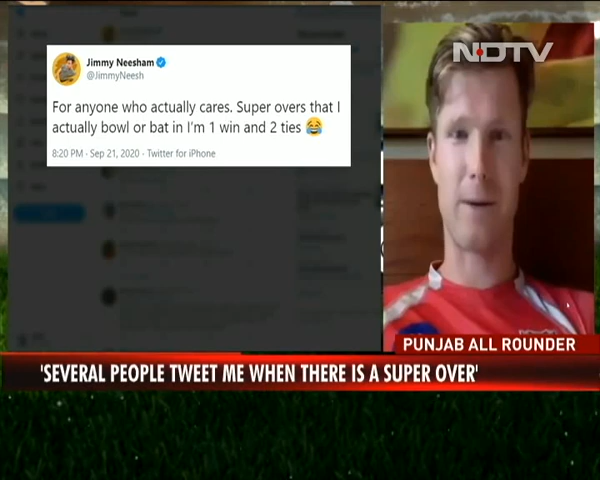 NDTV
Jimmy Neesham
@JimmyNeesh
For anyone who actually cares. Super overs that I
actually bowl or bat in I'm 1 win and 2 ties 😂
8:20 PM · Sep 21, 2020 · Twitter for iPhone
PUNJAB ALL ROUNDER
'SEVERAL PEOPLE TWEET ME WHEN THERE IS A SUPER OVER'